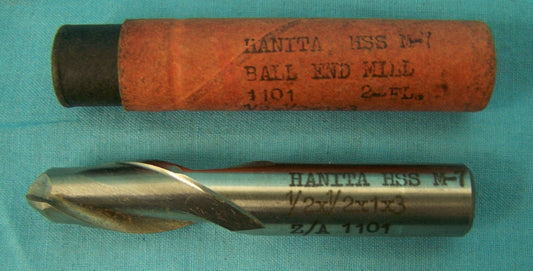 HANITA HSS M-7
BALL END MILL
1101 2-FL.
HANITA HSS M-7
1/2x1/2x1x3
Z/A 1101